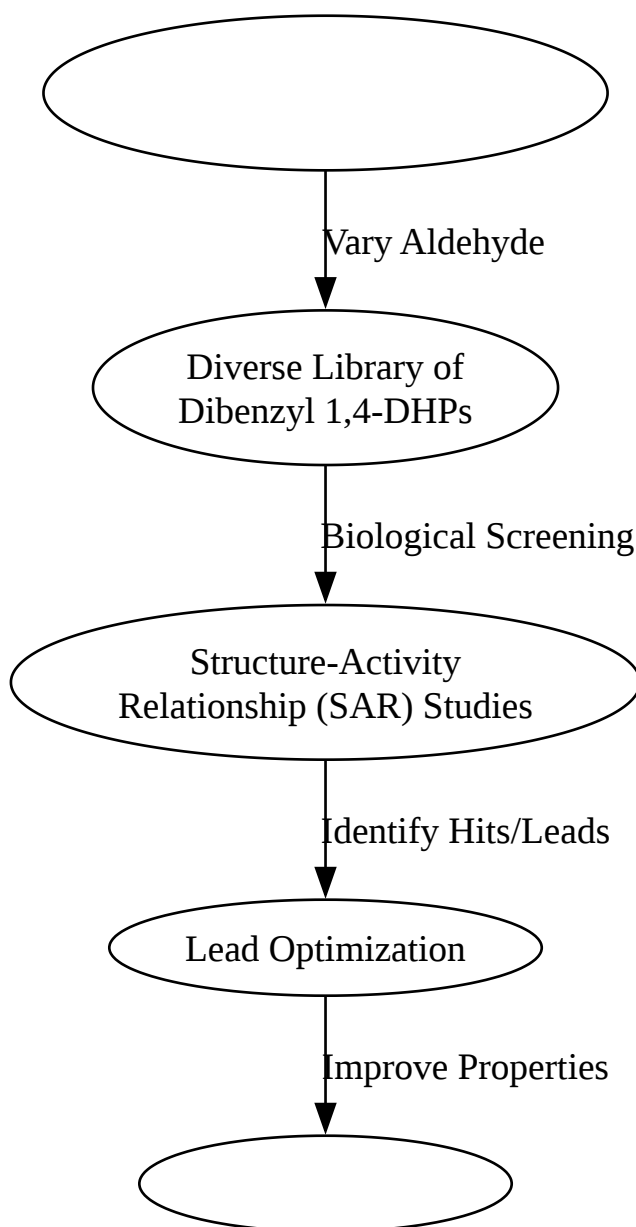 Vary Aldehyde
Diverse Library of
Dibenzyl 1,4-DHPs
Biological Screening
Structure-Activity
Relationship (SAR) Studies
Identify Hits/Leads
Lead Optimization
Improve Properties